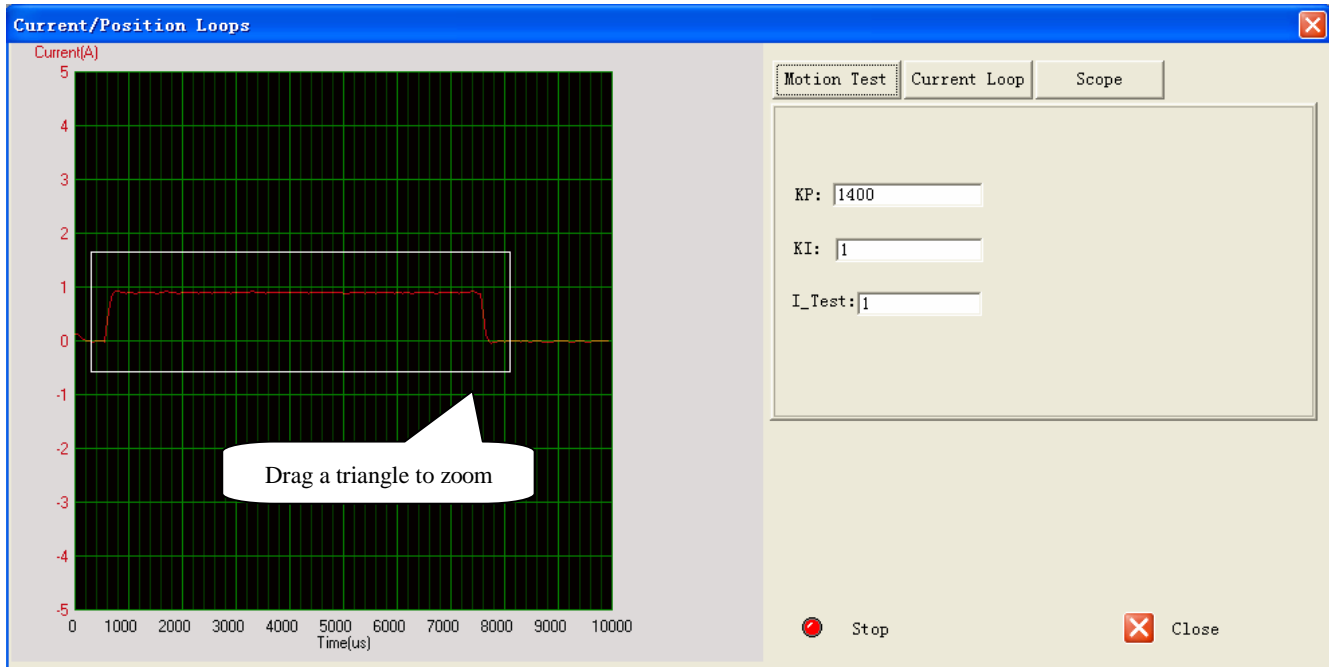 Current/Position Loops
Current(A)
5
4
3
2
1
0
-1
-2
-3
-4
-5
0 1000 2000 3000 4000 5000 6000 7000 8000 9000 10000
Time(us)
Drag a triangle to zoom
Motion Test Current Loop Scope
KP: 1400
KI: 1
I_Test: 1
Stop Close